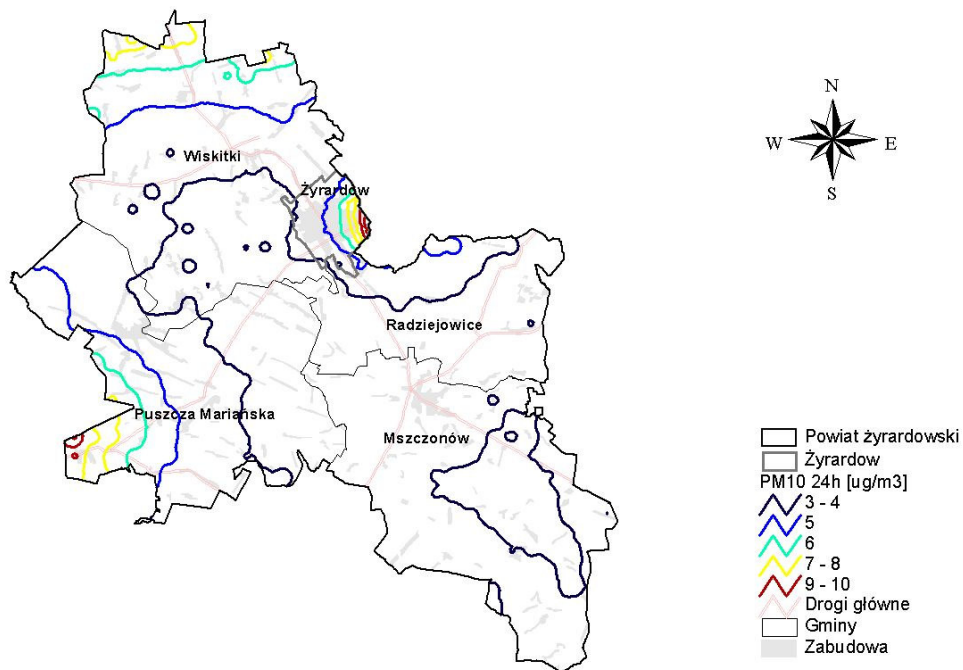 N
W E
S
Wiskitki
Żyrardów
Radziejowice
Puszcza Mariańska
Mszczonów
Powiat żyrardowski
Żyrardow
PM10 24h [ug/m3]
3 - 4
5
6
7 - 8
9 - 10
Drogi główne
Gminy
Zabudowa